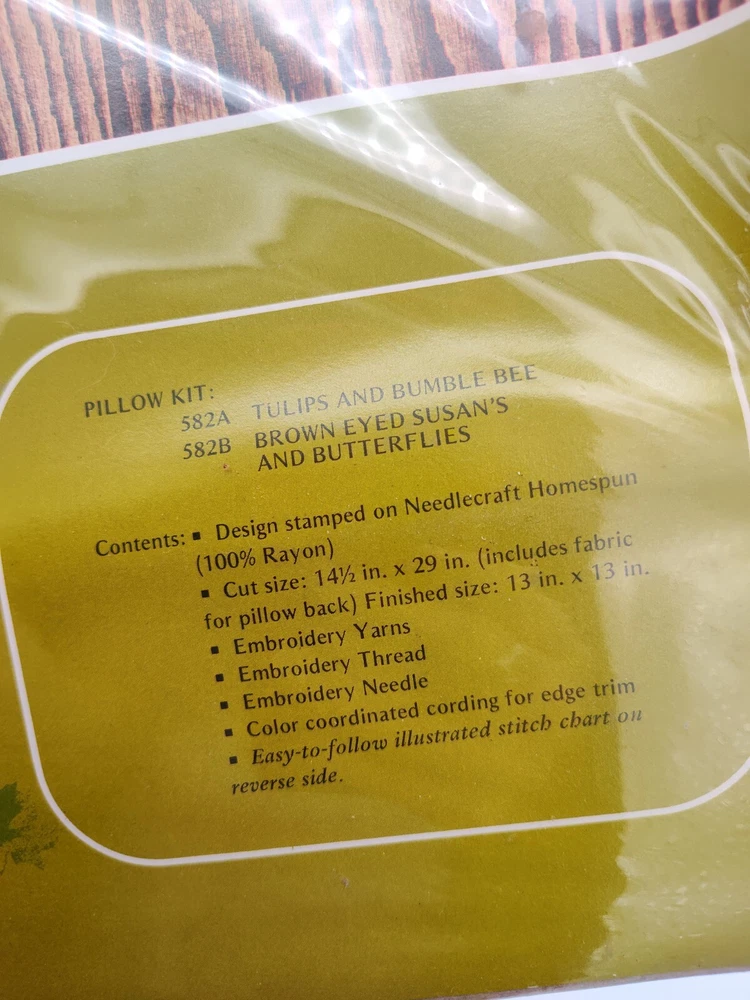 PILLOW KIT:
582A TULIPS AND BUMBLE BEE
582B BROWN EYED SUSAN'S
AND BUTTERFLIES
Contents: ▪ Design stamped on Needlecraft Homespun
(100% Rayon)
▪ Cut size: 14½ in. x 29 in. (includes fabric
for pillow back) Finished size: 13 in. x 13 in.
▪ Embroidery Yarns
▪ Embroidery Thread
▪ Embroidery Needle
▪ Color coordinated cording for edge trim
▪ Easy-to-follow illustrated stitch chart on
reverse side.